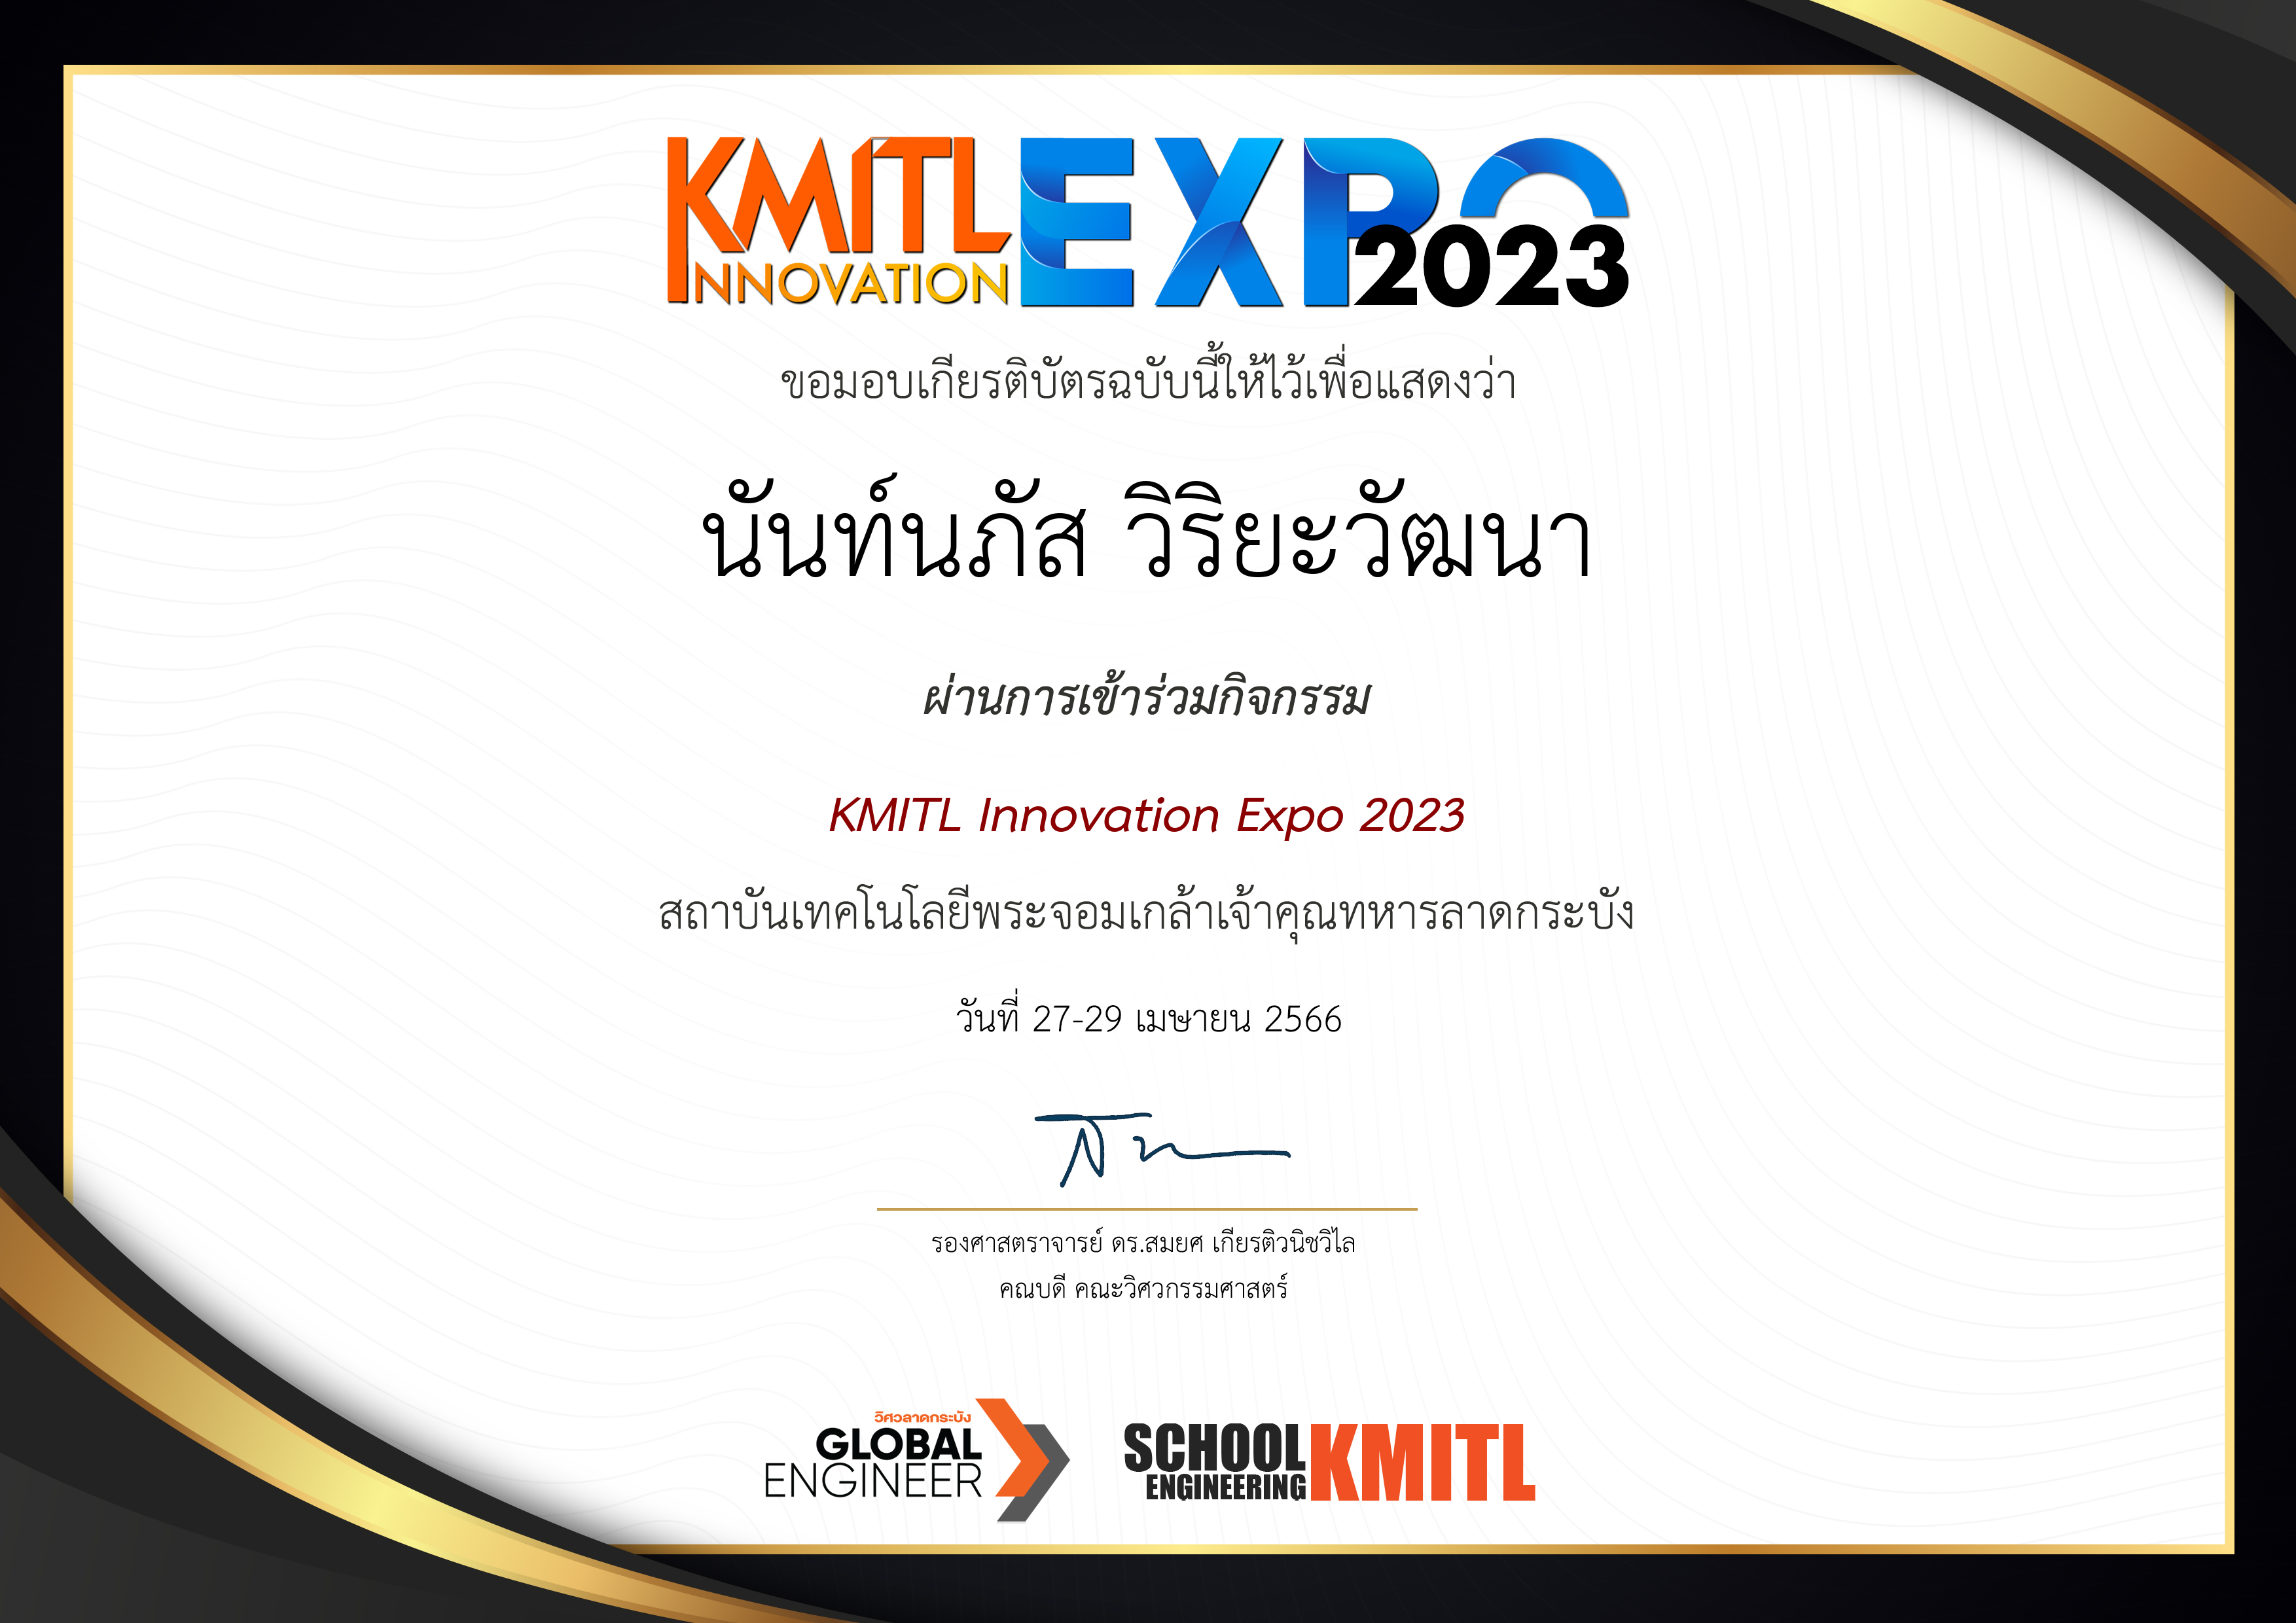 KMITL EXPO
INNOVATION 2023
ขอมอบเกียรติบัตรฉบับนี้ให้ไว้เพื่อแสดงว่า
นันท์นภัส วิริยะวัฒนา
ผ่านการเข้าร่วมกิจกรรม
KMITL Innovation Expo 2023
สถาบันเทคโนโลยีพระจอมเกล้าเจ้าคุณทหารลาดกระบัง
วันที่ 27-29 เมษายน 2566
รองศาสตราจารย์ ดร.สมยศ เกียรติวนิชวิไล
คณบดี คณะวิศวกรรมศาสตร์
วิศวลาดกระบัง
GLOBAL
ENGINEER
SCHOOL KMITL
ENGINEERING